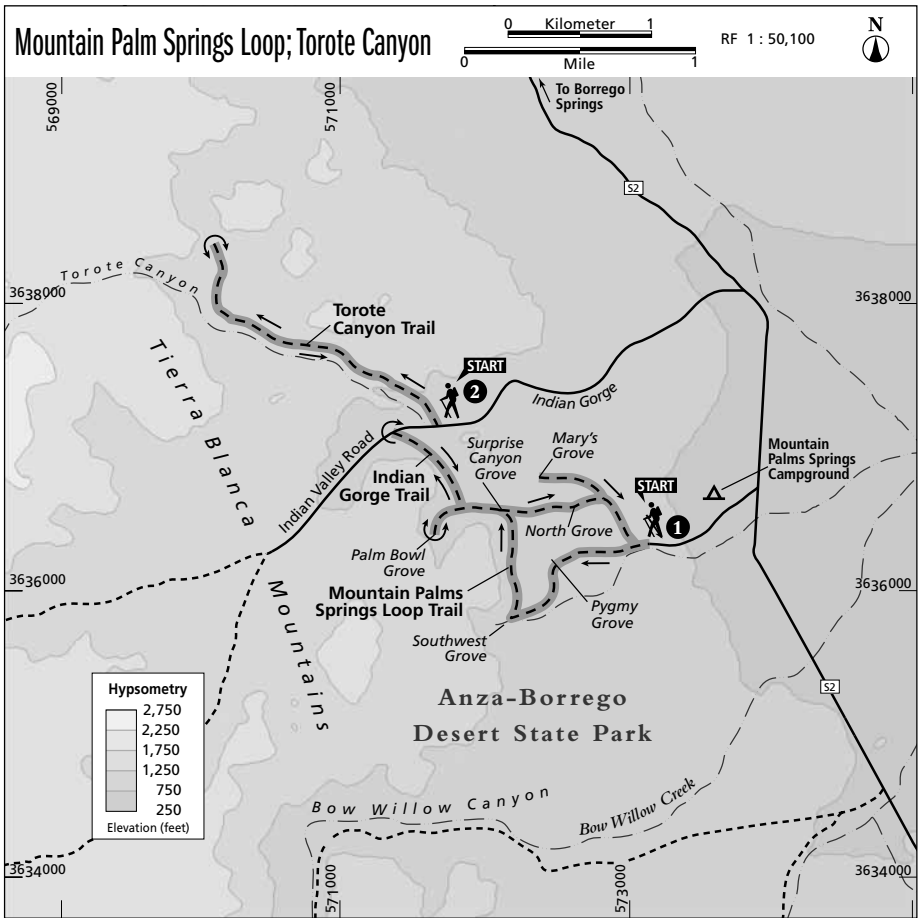 Mountain Palm Springs Loop; Torote Canyon
0 Kilometer 1
0 Mile 1
RF 1 : 50,100
N
569000
571000
To Borrego
Springs
S2
Torote Canyon
3638000
3638000
Torote
Canyon Trail
START
2
Tierra Blanca
Mountains
Indian Gorge
Indian Valley Road
Surprise
Canyon
Grove
Mary's
Grove
Mountain
Palms Springs
Campground
START
1
Indian
Gorge Trail
North Grove
Palm Bowl
Grove
3636000
3636000
Mountain Palms
Springs Loop Trail
Pygmy
Grove
Southwest
Grove
S2
Anza-Borrego
Desert State Park
Hypsometry
2,750
2,250
1,750
1,250
750
250
Elevation (feet)
Bow Willow Canyon
Bow Willow Creek
3634000
3634000
571000
573000